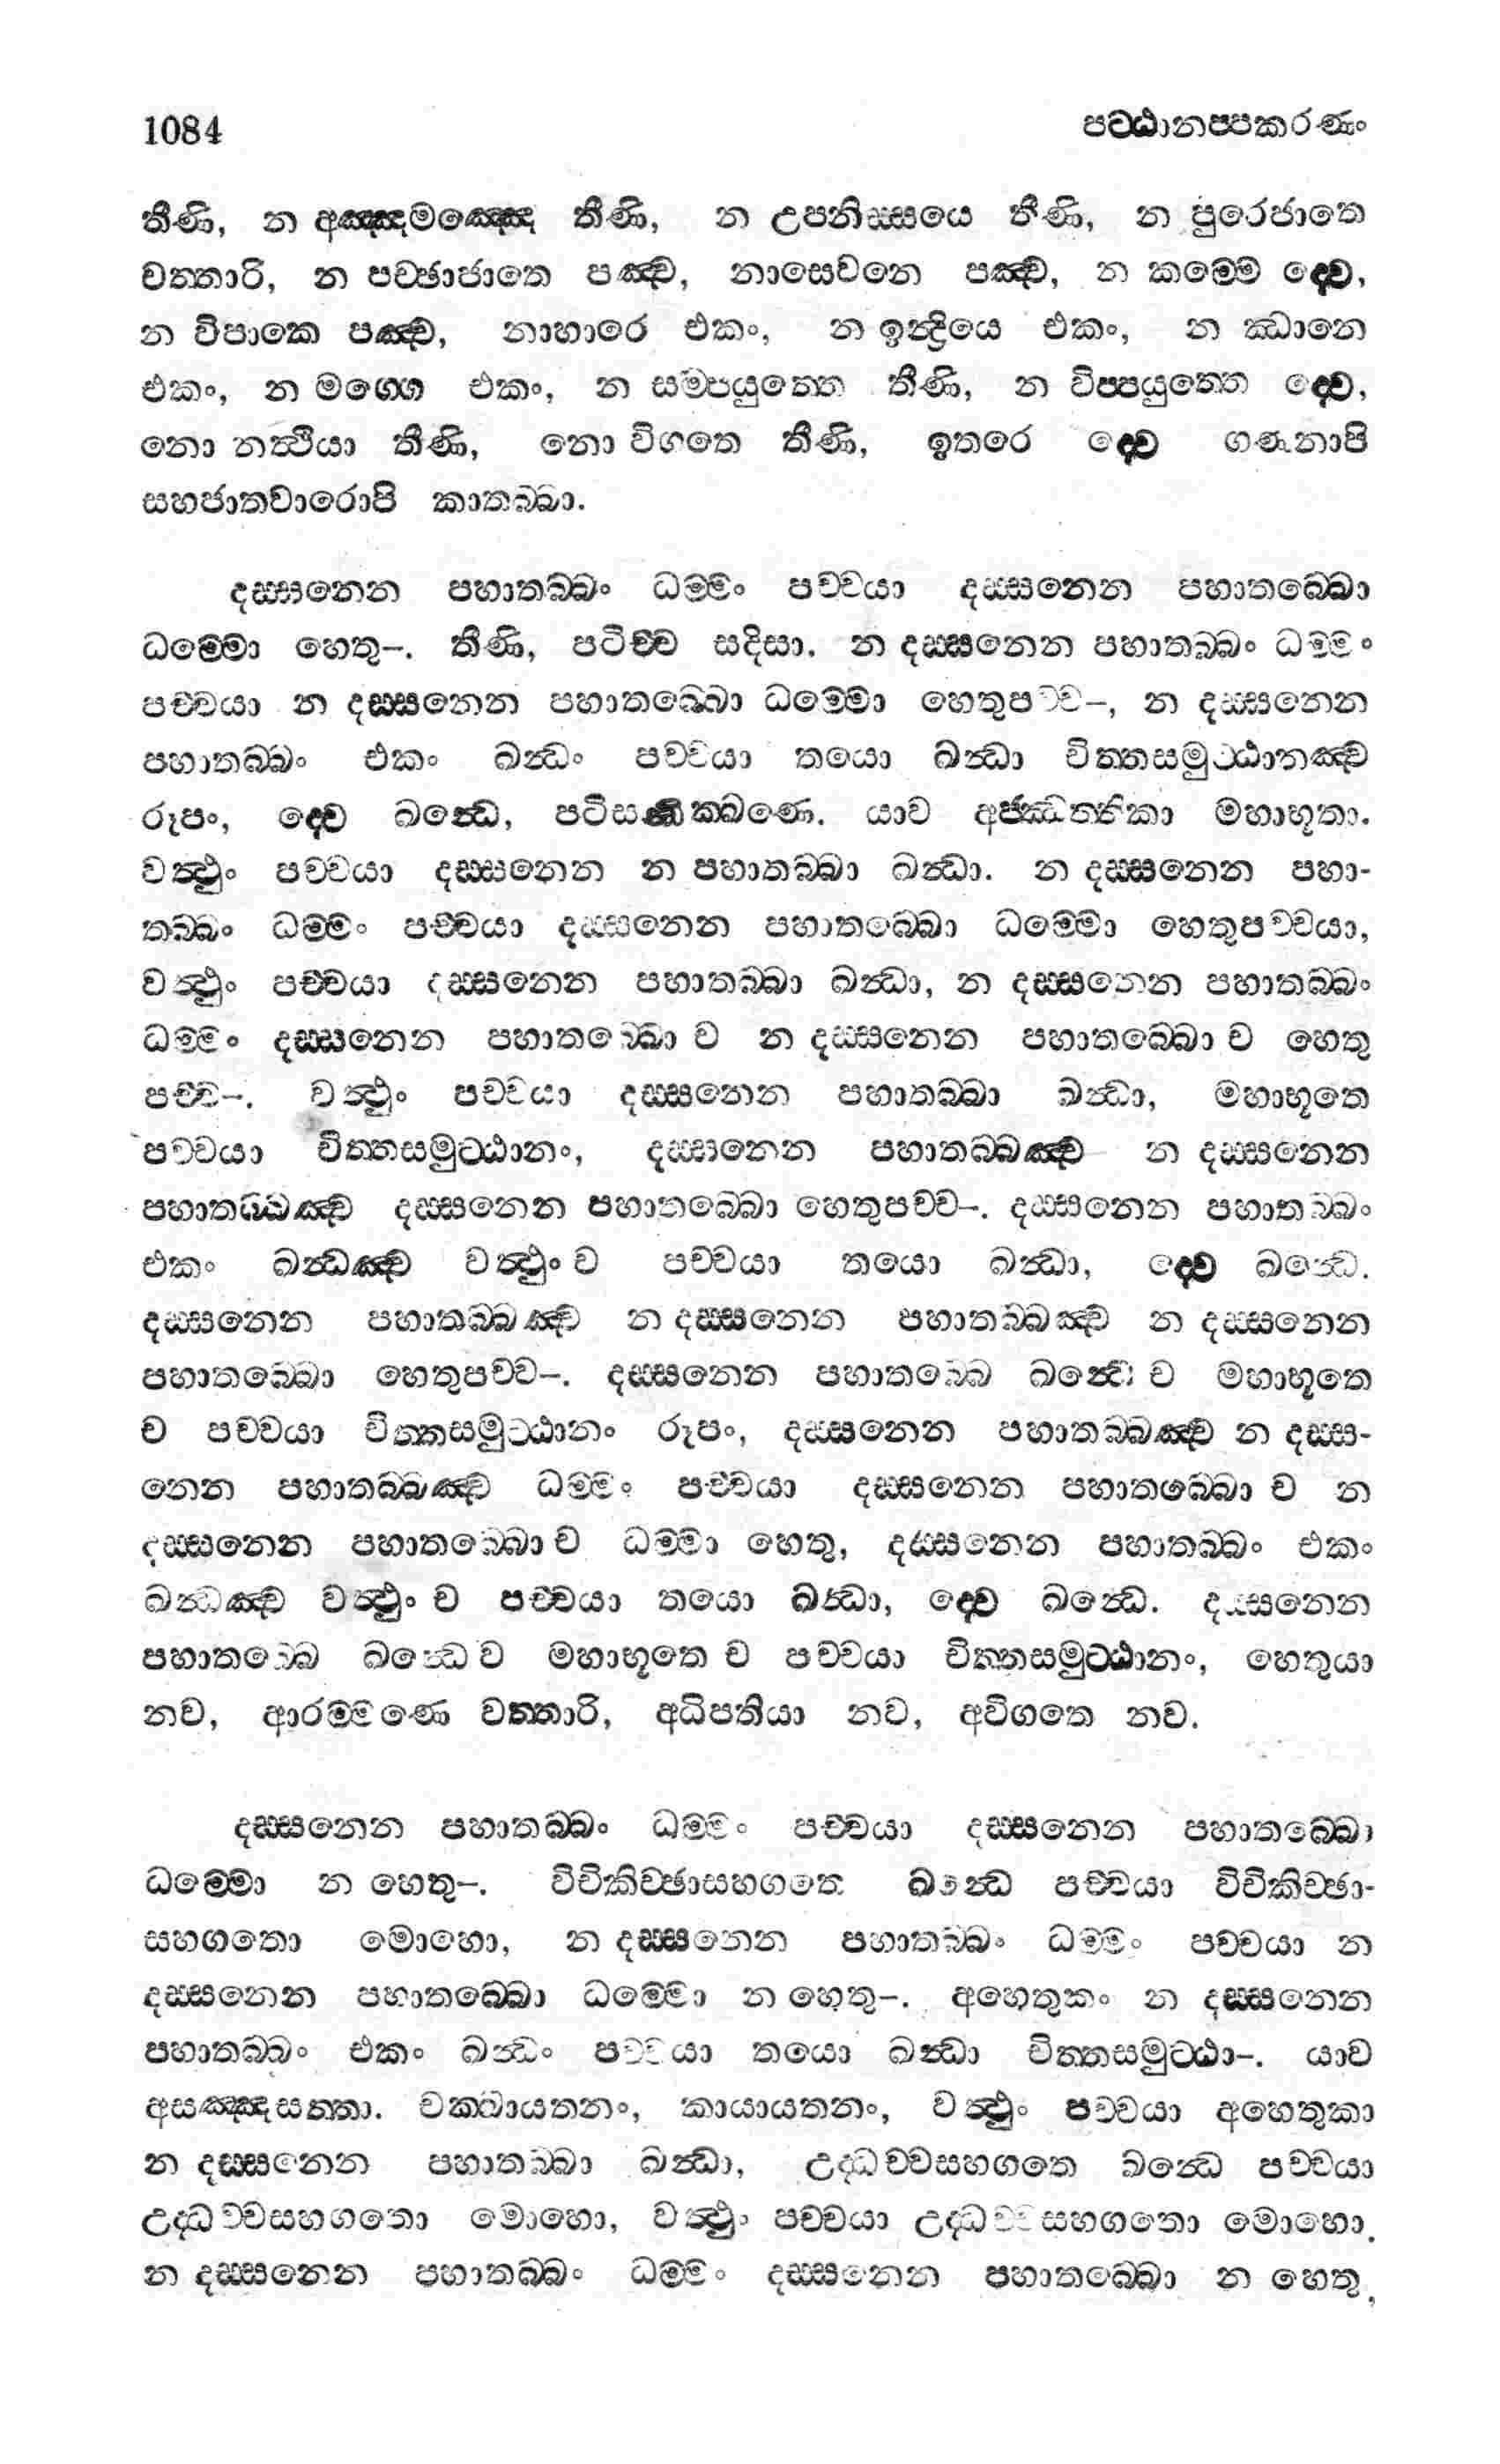 1084 පට්ඨානප්පකරණං
තීණි, න අඤ්ඤමඤ්ඤෙ තීණි, න උපනිස්සයෙ තීණි, න පුරෙජාතෙ
චත්තාරි, න පච්ඡාජාතෙ පඤ්ච, නාසෙවනෙ පඤ්ච, න කම්මෙ ද්වෙ,
න විපාකෙ පඤ්ච, නාහාරෙ එකං, න ඉන්ද්‍රියෙ එකං, න ඣානෙ
එකං, න මග්ගෙ එකං, න සම්පයුත්තෙ තීණි, න විප්පයුත්තෙ ද්වෙ,
නො නත්ථියා තීණි, නො විගතෙ තීණි, ඉතරෙ ද්වෙ ගණනාපි
සහජාතවාරොපි කාතබ්බා.
දස්සනෙන පහාතබ්බං ධම්මං පච්චයා දස්සනෙන පහාතබ්බො
ධම්මො හෙතු–. තීණි, පටිච්ච සදිසා. න දස්සනෙන පහාතබ්බං ධම්මං
පච්චයා න දස්සනෙන පහාතබ්බො ධම්මො හෙතුපච්ච–, න දස්සනෙන
පහාතබ්බං එකං ඛන්ධං පච්චයා තයො ඛන්ධා චිත්තසමුට්ඨානඤ්ච
රූපං, ද්වෙ ඛන්ධෙ, පටිසන්ධික්ඛණෙ. යාව අජ්ඣත්තිකා මහාභූතා.
වත්ථුං පච්චයා දස්සනෙන න පහාතබ්බා ඛන්ධා. න දස්සනෙන පහා-
තබ්බං ධම්මං පච්චයා දස්සනෙන පහාතබ්බො ධම්මො හෙතුපච්චයා,
වත්ථුං පච්චයා දස්සනෙන පහාතබ්බා ඛන්ධා, න දස්සනෙන පහාතබ්බං
ධම්මං දස්සනෙන පහාතබ්බො ච න දස්සනෙන පහාතබ්බො ච හෙතු
පච්ච–. වත්ථුං පච්චයා දස්සනෙන පහාතබ්බා ඛන්ධා, මහාභූතෙ
පච්චයා චිත්තසමුට්ඨානං, දස්සනෙන පහාතබ්බඤ්ච න දස්සනෙන
පහාතබ්බඤ්ච දස්සනෙන පහාතබ්බො හෙතුපච්ච–. දස්සනෙන පහාතබ්බං
එකං ඛන්ධඤ්ච වත්ථුං ච පච්චයා තයො ඛන්ධා, ද්වෙ ඛන්ධෙ.
දස්සනෙන පහාතබ්බඤ්ච න දස්සනෙන පහාතබ්බඤ්ච න දස්සනෙන
පහාතබ්බො හෙතුපච්ච–. දස්සනෙන පහාතබ්බෙ ඛන්ධෙ ච මහාභූතෙ
ච පච්චයා චිත්තසමුට්ඨානං රූපං, දස්සනෙන පහාතබ්බඤ්ච න දස්ස-
නෙන පහාතබ්බඤ්ච ධම්මං පච්චයා දස්සනෙන පහාතබ්බො ච න
දස්සනෙන පහාතබ්බො ච ධම්මා හෙතු, දස්සනෙන පහාතබ්බං එකං
ඛන්ධඤ්ච වත්ථුං ච පච්චයා තයො ඛන්ධා, ද්වෙ ඛන්ධෙ. දස්සනෙන
පහාතබ්බෙ ඛන්ධෙ ච මහාභූතෙ ච පච්චයා චිත්තසමුට්ඨානං, හෙතුයා
නව, ආරම්මණෙ චත්තාරි, අධිපතියා නව, අවිගතෙ නව.
දස්සනෙන පහාතබ්බං ධම්මං පච්චයා දස්සනෙන පහාතබ්බො
ධම්මො න හෙතු–. විචිකිච්ඡාසහගතෙ ඛන්ධෙ පච්චයා විචිකිච්ඡා-
සහගතො මොහො, න දස්සනෙන පහාතබ්බං ධම්මං පච්චයා න
දස්සනෙන පහාතබ්බො ධම්මො න හෙතු–. අහෙතුකං න දස්සනෙන
පහාතබ්බං එකං ඛන්ධං පච්චයා තයො ඛන්ධා චිත්තසමුට්ඨා–. යාව
අසඤ්ඤසත්තා. චක්ඛායතනං, කායායතනං, වත්ථුං පච්චයා අහෙතුකා
න දස්සනෙන පහාතබ්බා ඛන්ධා, උද්ධච්චසහගතෙ ඛන්ධෙ පච්චයා
උද්ධච්චසහගතො මොහො, වත්ථුං පච්චයා උද්ධච්චසහගතො මොහො.
න දස්සනෙන පහාතබ්බං ධම්මං දස්සනෙන පහාතබ්බො න හෙතු,